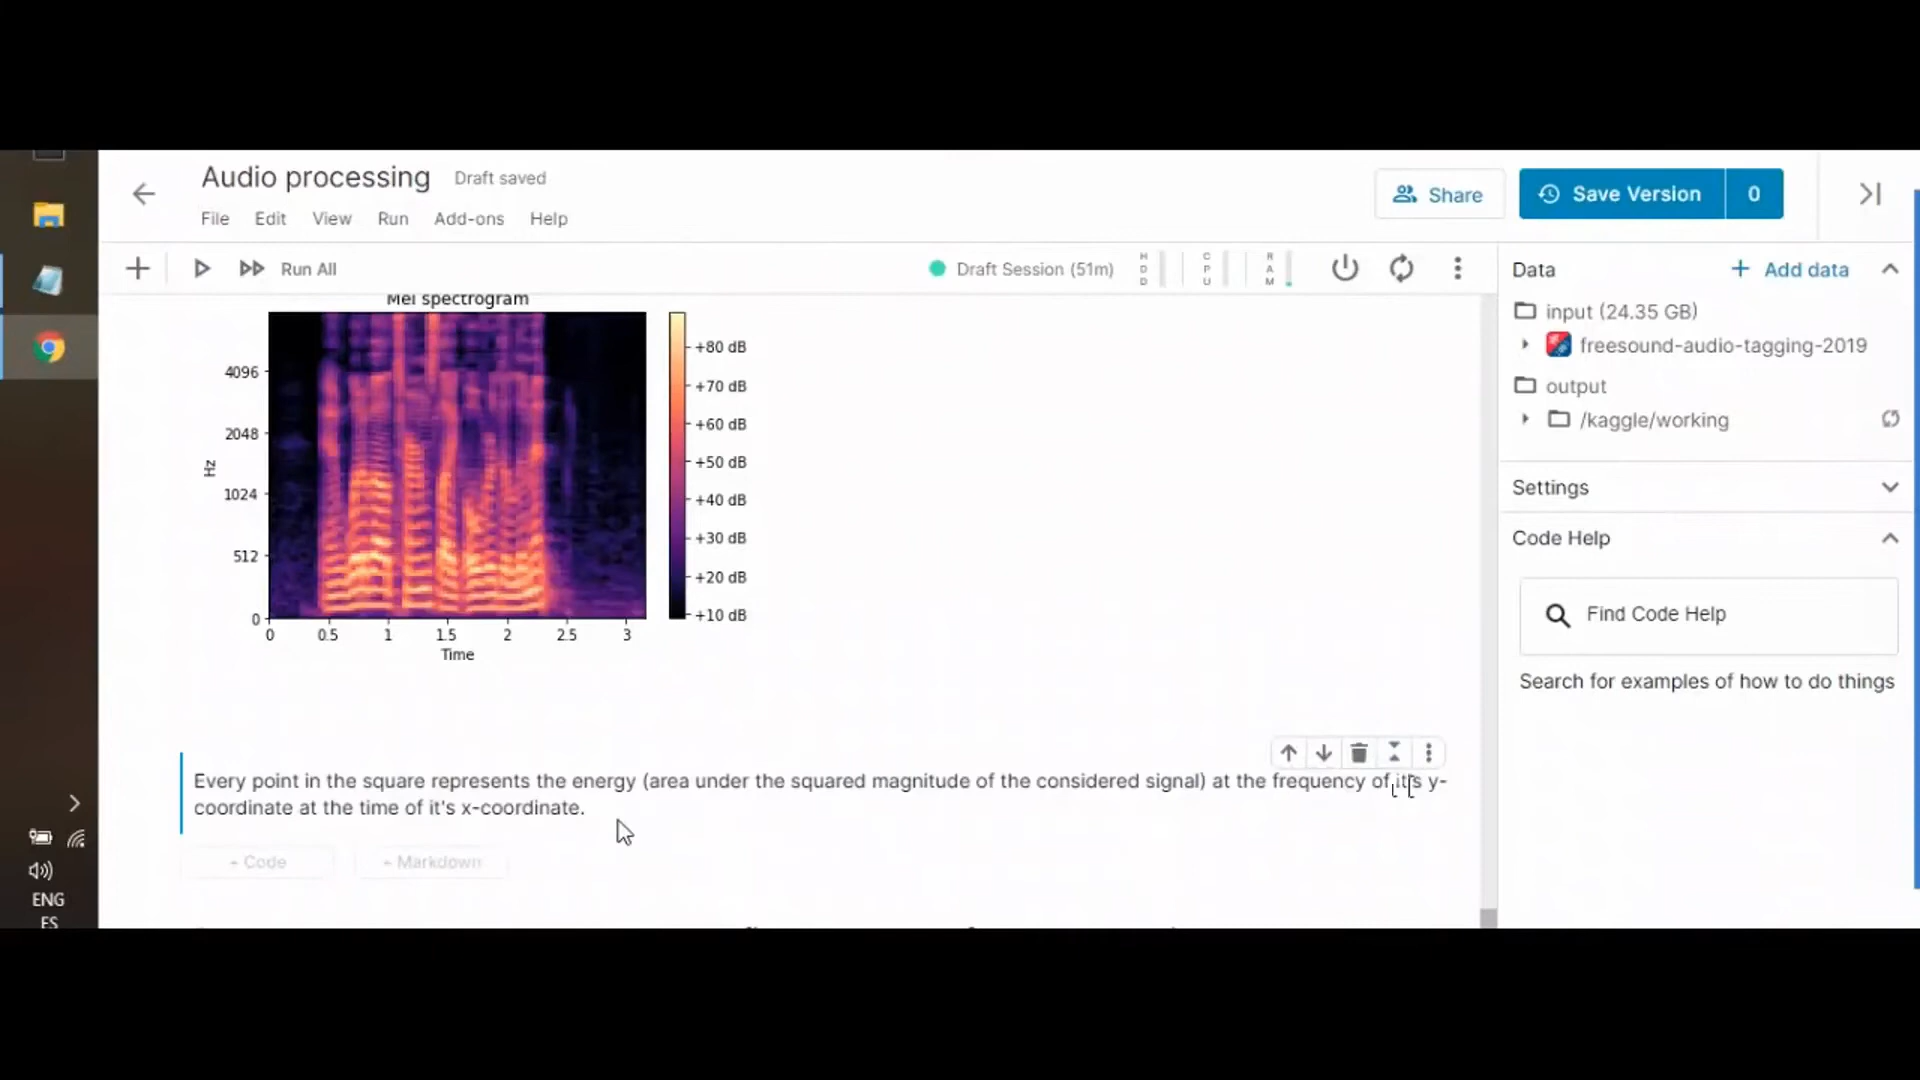 Audio processing Draft saved
Share
Save Version
0
File Edit View Run Add-ons Help
Run All
Draft Session (51m)
HDD
CPU
RAM
Mel spectrogram
4096
2048
1024
512
0
Hz
0 0.5 1 1.5 2 2.5 3
Time
+80 dB
+70 dB
+60 dB
+50 dB
+40 dB
+30 dB
+20 dB
+10 dB
Every point in the square represents the energy (area under the squared magnitude of the considered signal) at the frequency of it's y-
coordinate at the time of it's x-coordinate.
+ Code
+ Markdown
Data
+ Add data
input (24.35 GB)
freesound-audio-tagging-2019
output
/kaggle/working
Settings
Code Help
Find Code Help
Search for examples of how to do things
ENG
ES